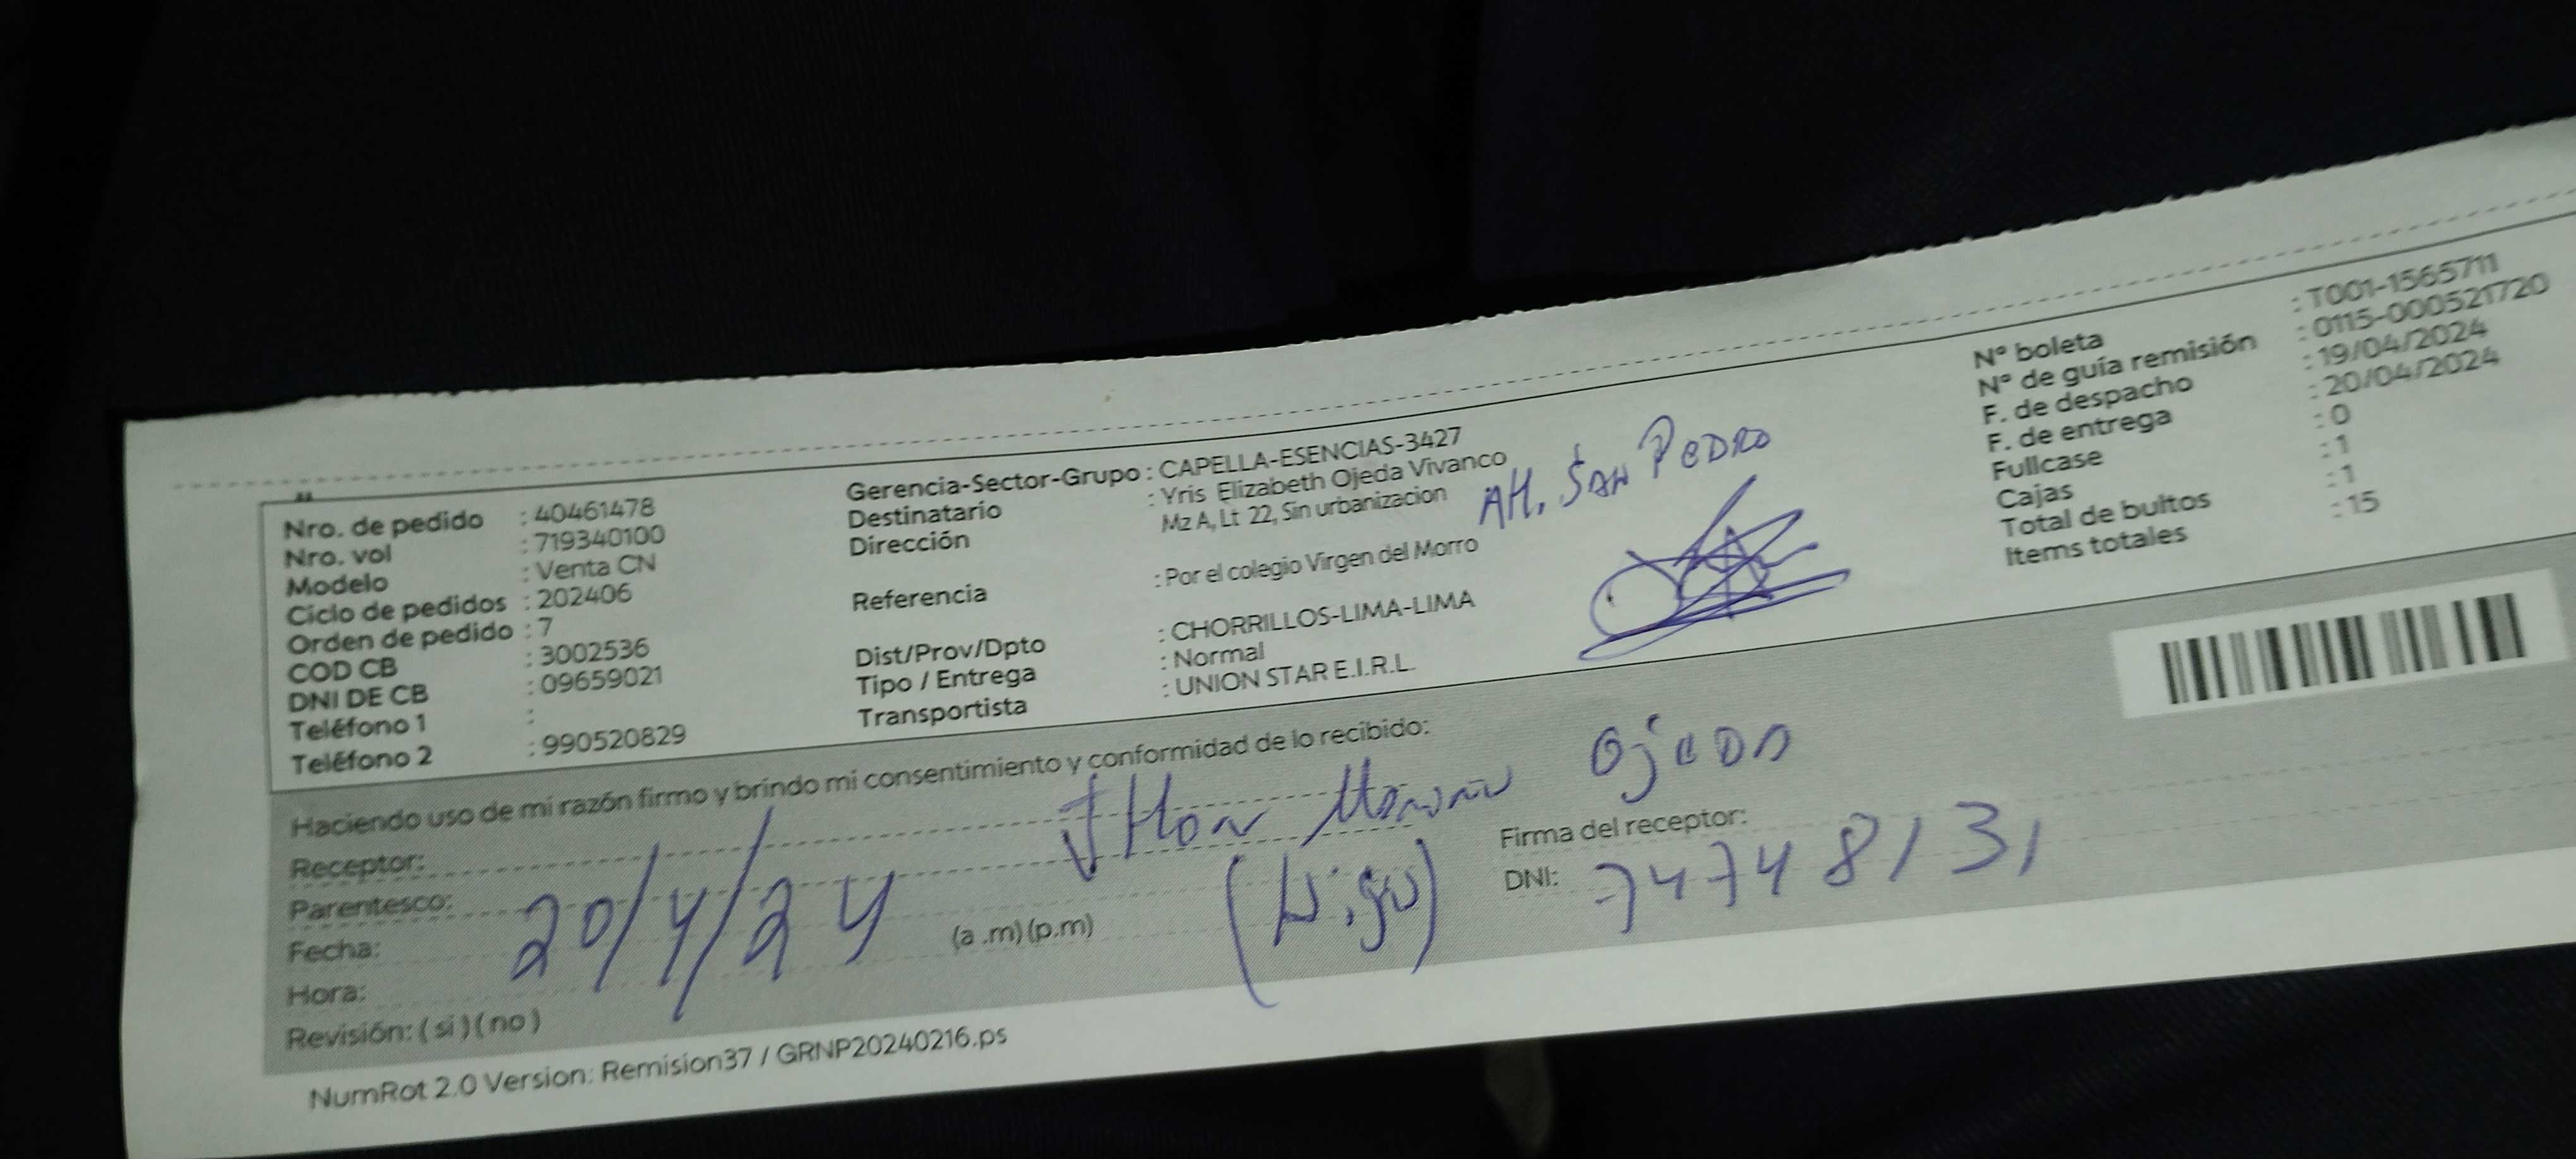 Nro. de pedido : 40461478
Nro. vol : 719340100
Modelo : Venta CN
Ciclo de pedidos : 202406
Orden de pedido : 7
COD CB : 3002536
DNI DE CB : 09659021
Teléfono 1 :
Teléfono 2 : 990520829
Gerencia-Sector-Grupo : CAPELLA-ESENCIAS-3427
Destinatario : Yris Elizabeth Ojeda Vivanco
Dirección Mz A, Lt 22, Sin urbanizacion
AH. SAN PEDRO
Referencia : Por el colegio Virgen del Morro
Dist/Prov/Dpto : CHORRILLOS-LIMA-LIMA
Tipo / Entrega : Normal
Transportista : UNION STAR E.I.R.L.
N° boleta : T001-1565711
N° de guía remisión : 0115-000521720
F. de despacho : 19/04/2024
F. de entrega : 20/04/2024
Fullcase : 0
Cajas : 1
Total de bultos : 1
Items totales : 15
Haciendo uso de mi razón firmo y brindo mi consentimiento y conformidad de lo recibido:
Receptor: JHon Ojeda
Parentesco: (Hijo)
Fecha: 20/4/24
Hora: (a .m) (p.m)
Revisión: ( si ) ( no )
Firma del receptor:
DNI: 74748131
NumRot 2.0 Version: Remision37 / GRNP20240216.ps